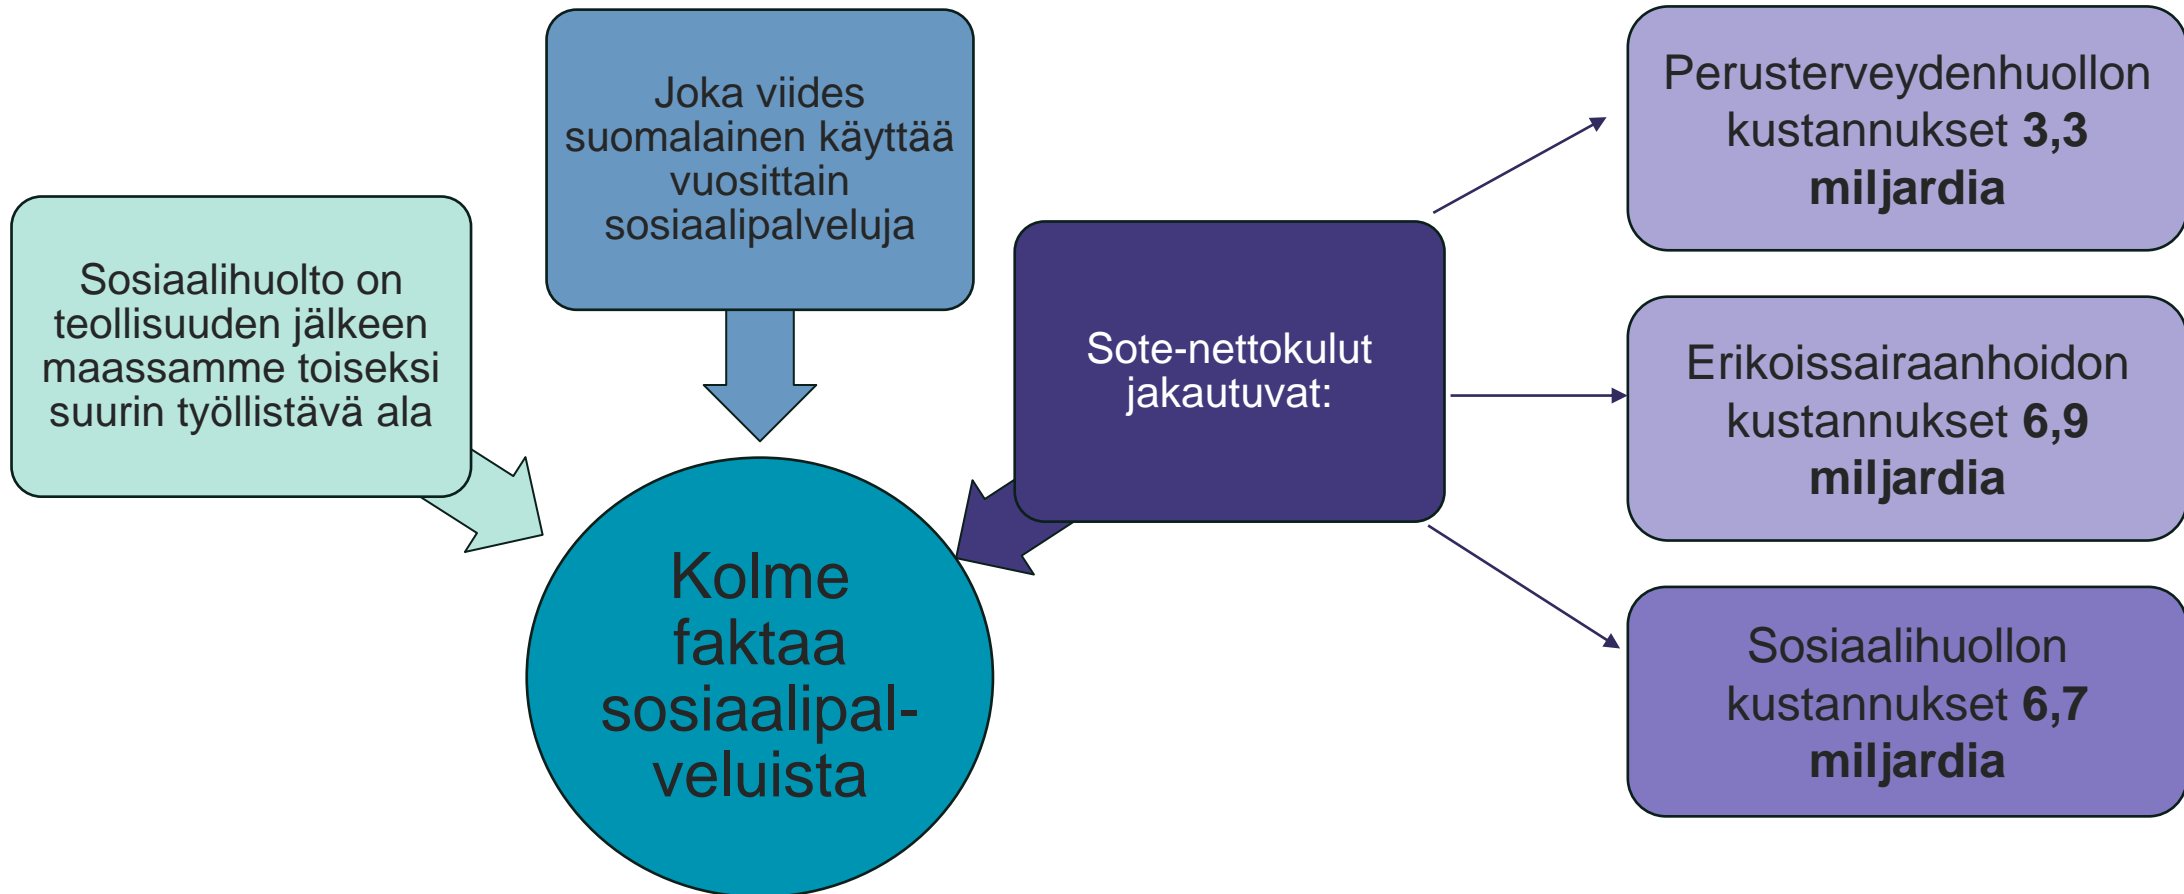 Sosiaalihuolto on
teollisuuden jälkeen
maassamme toiseksi
suurin työllistävä ala
Joka viides
suomalainen käyttää
vuosittain
sosiaalipalveluja
Sote-nettokulut
jakautuvat:
Perusterveydenhuollon
kustannukset 3,3
miljardia
Erikoissairaanhoidon
kustannukset 6,9
miljardia
Sosiaalihuollon
kustannukset 6,7
miljardia
Kolme
faktaa
sosiaalipal-
veluista